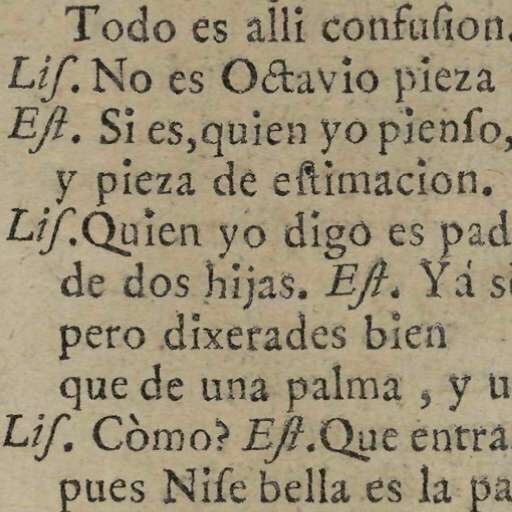 Todo es alli confuſion.
Liſ. No es Octavio pieza
Eſt. Si es, quien yo pienſo,
y pieza de eſtimacion.
Liſ. Quien yo digo es pad
de dos hijas. Eſt. Yá s
pero dixerades bien
que de una palma, y u
Liſ. Còmo? Eſt. Que entra
pues Niſe bella es la pa